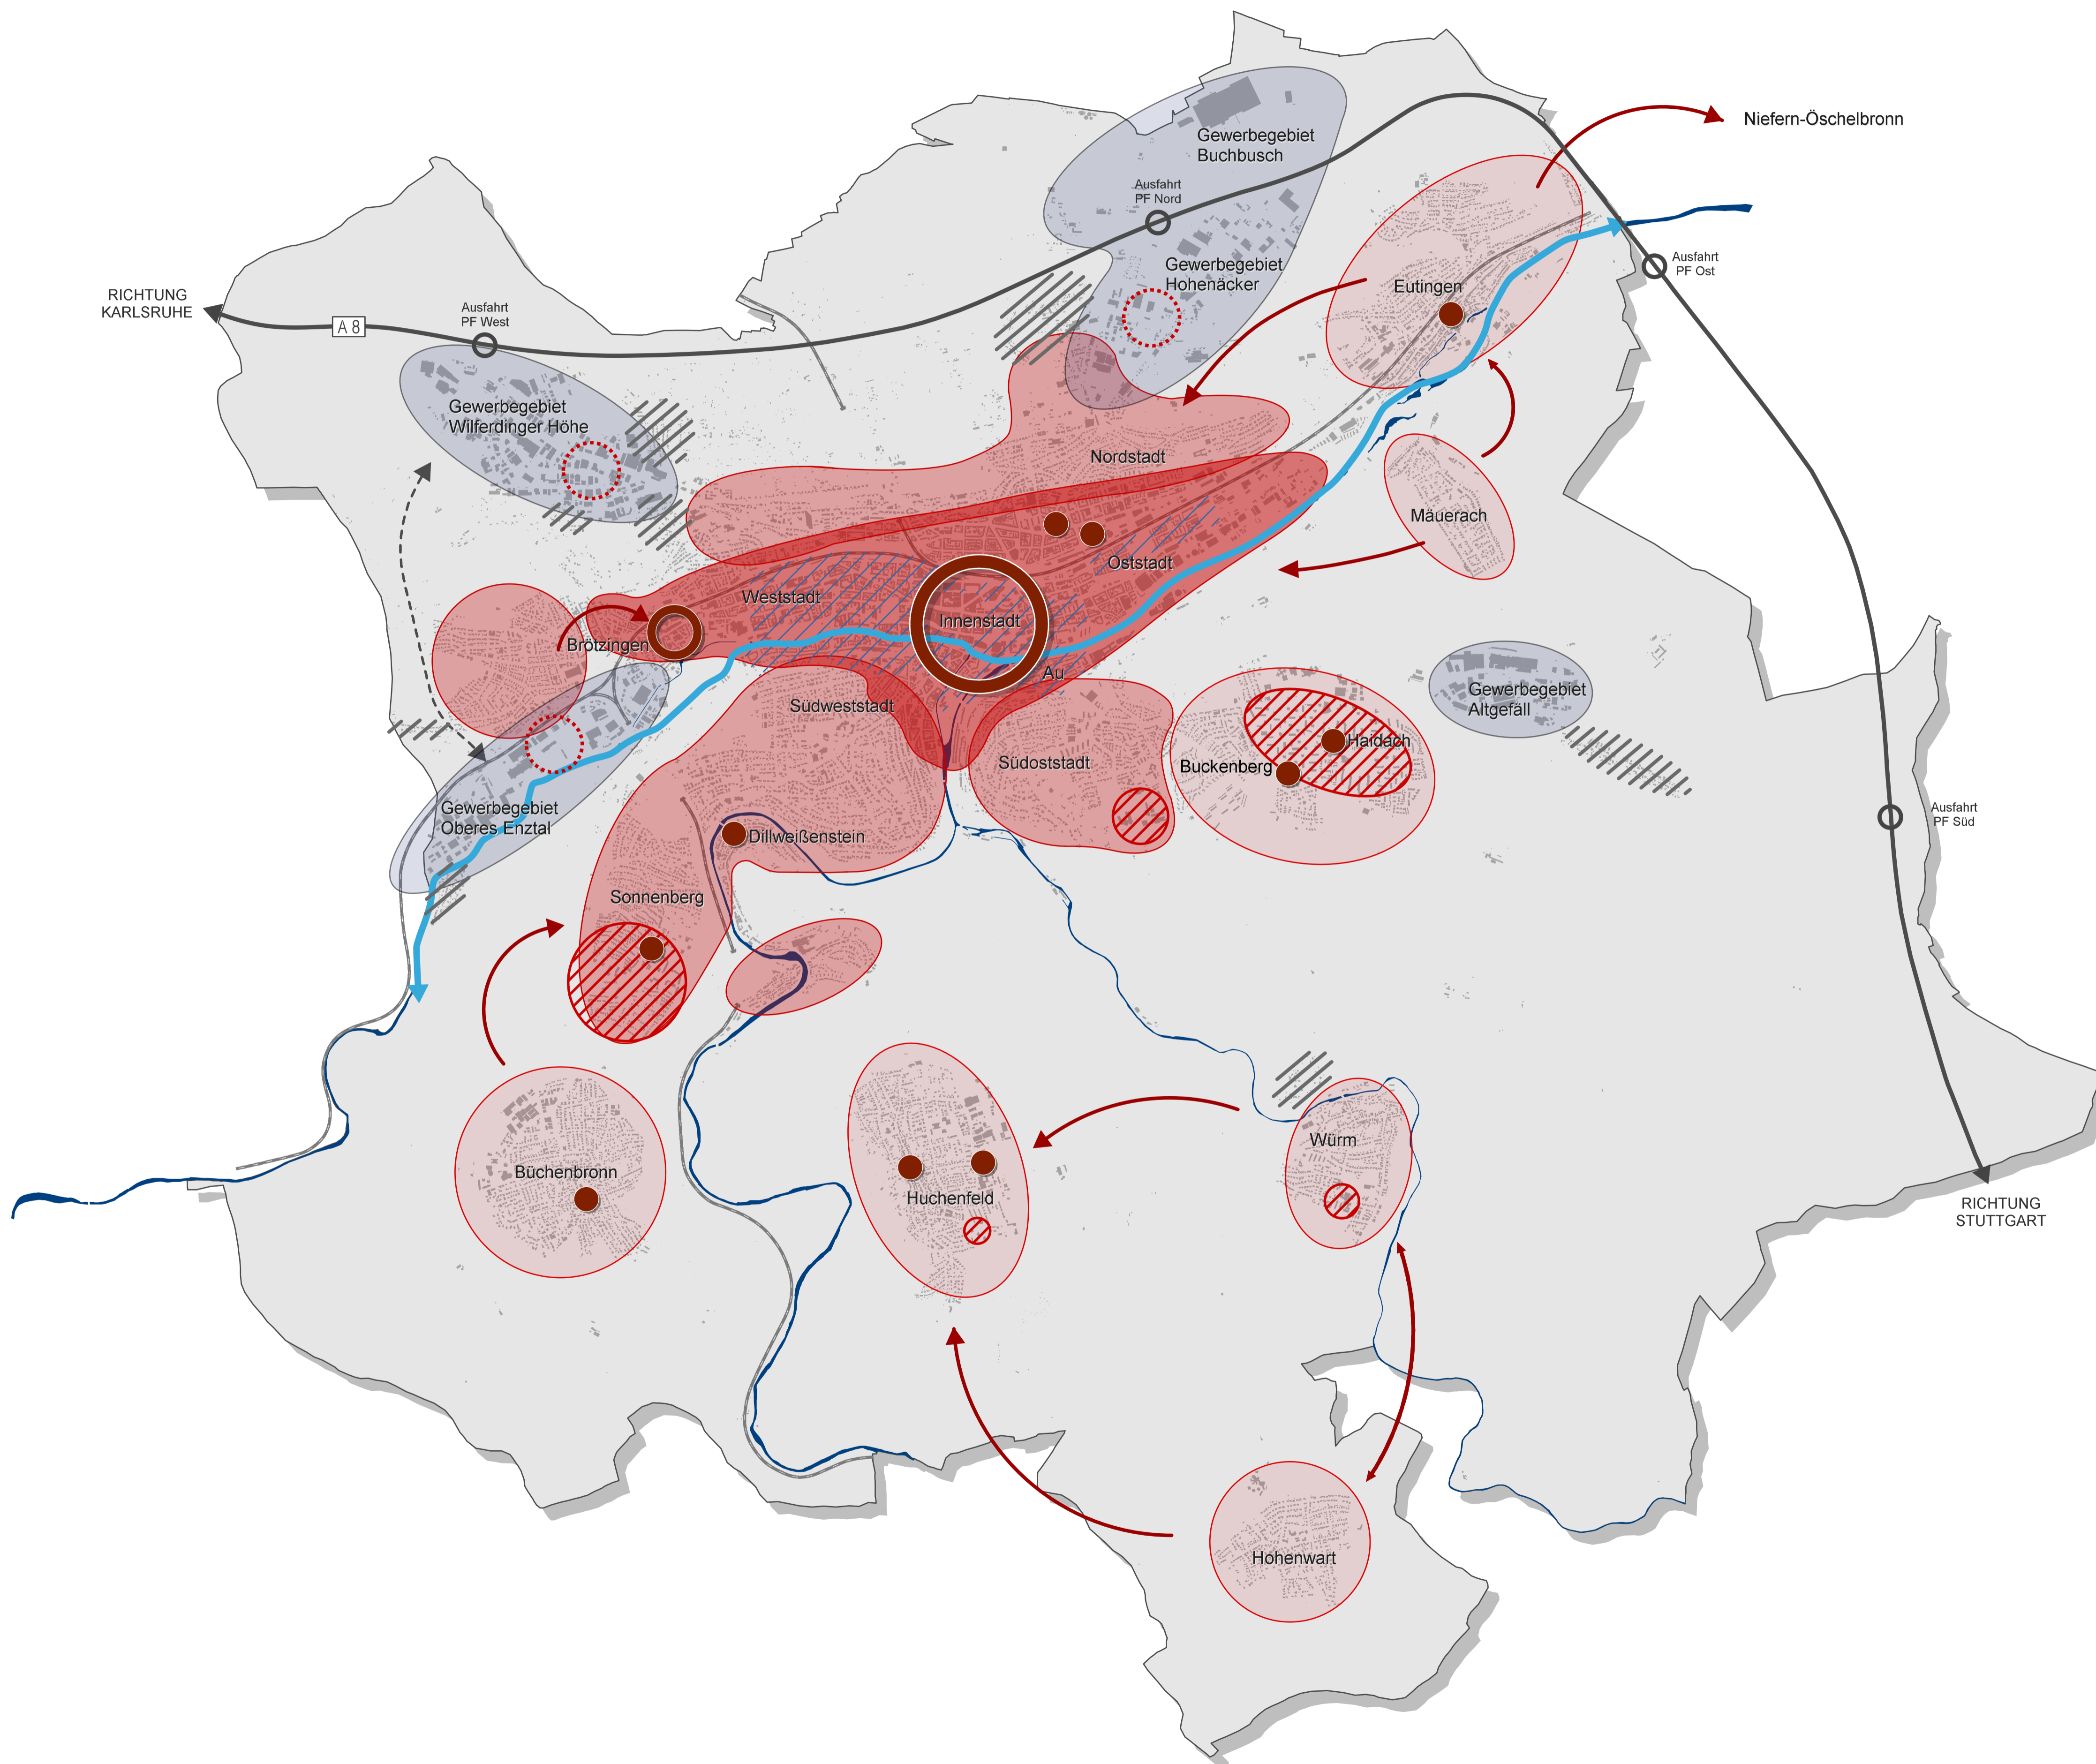 Niefern-Öschelbronn
Gewerbegebiet
Buchbusch
Ausfahrt
PF Nord
Gewerbegebiet
Hohenäcker
Ausfahrt
PF Ost
Eutingen
RICHTUNG
KARLSRUHE
A 8
Ausfahrt
PF West
Gewerbegebiet
Wilferdinger Höhe
Nordstadt
Mäuerach
Oststadt
Weststadt
Innenstadt
Brötzingen
Au
Gewerbegebiet
Altgefäll
Südweststadt
Südoststadt
Haidach
Buckenberg
Gewerbegebiet
Oberes Enztal
Dillweißenstein
Ausfahrt
PF Süd
Sonnenberg
Würm
Büchenbronn
Huchenfeld
RICHTUNG
STUTTGART
Hohenwart